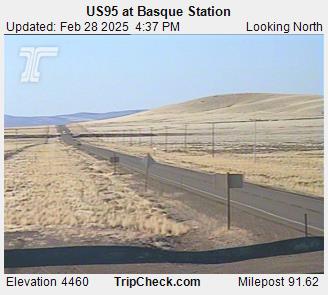 US95 at Basque Station
Updated: Feb 28 2025 4:37 PM Looking North
Elevation 4460 TripCheck.com Milepost 91.62